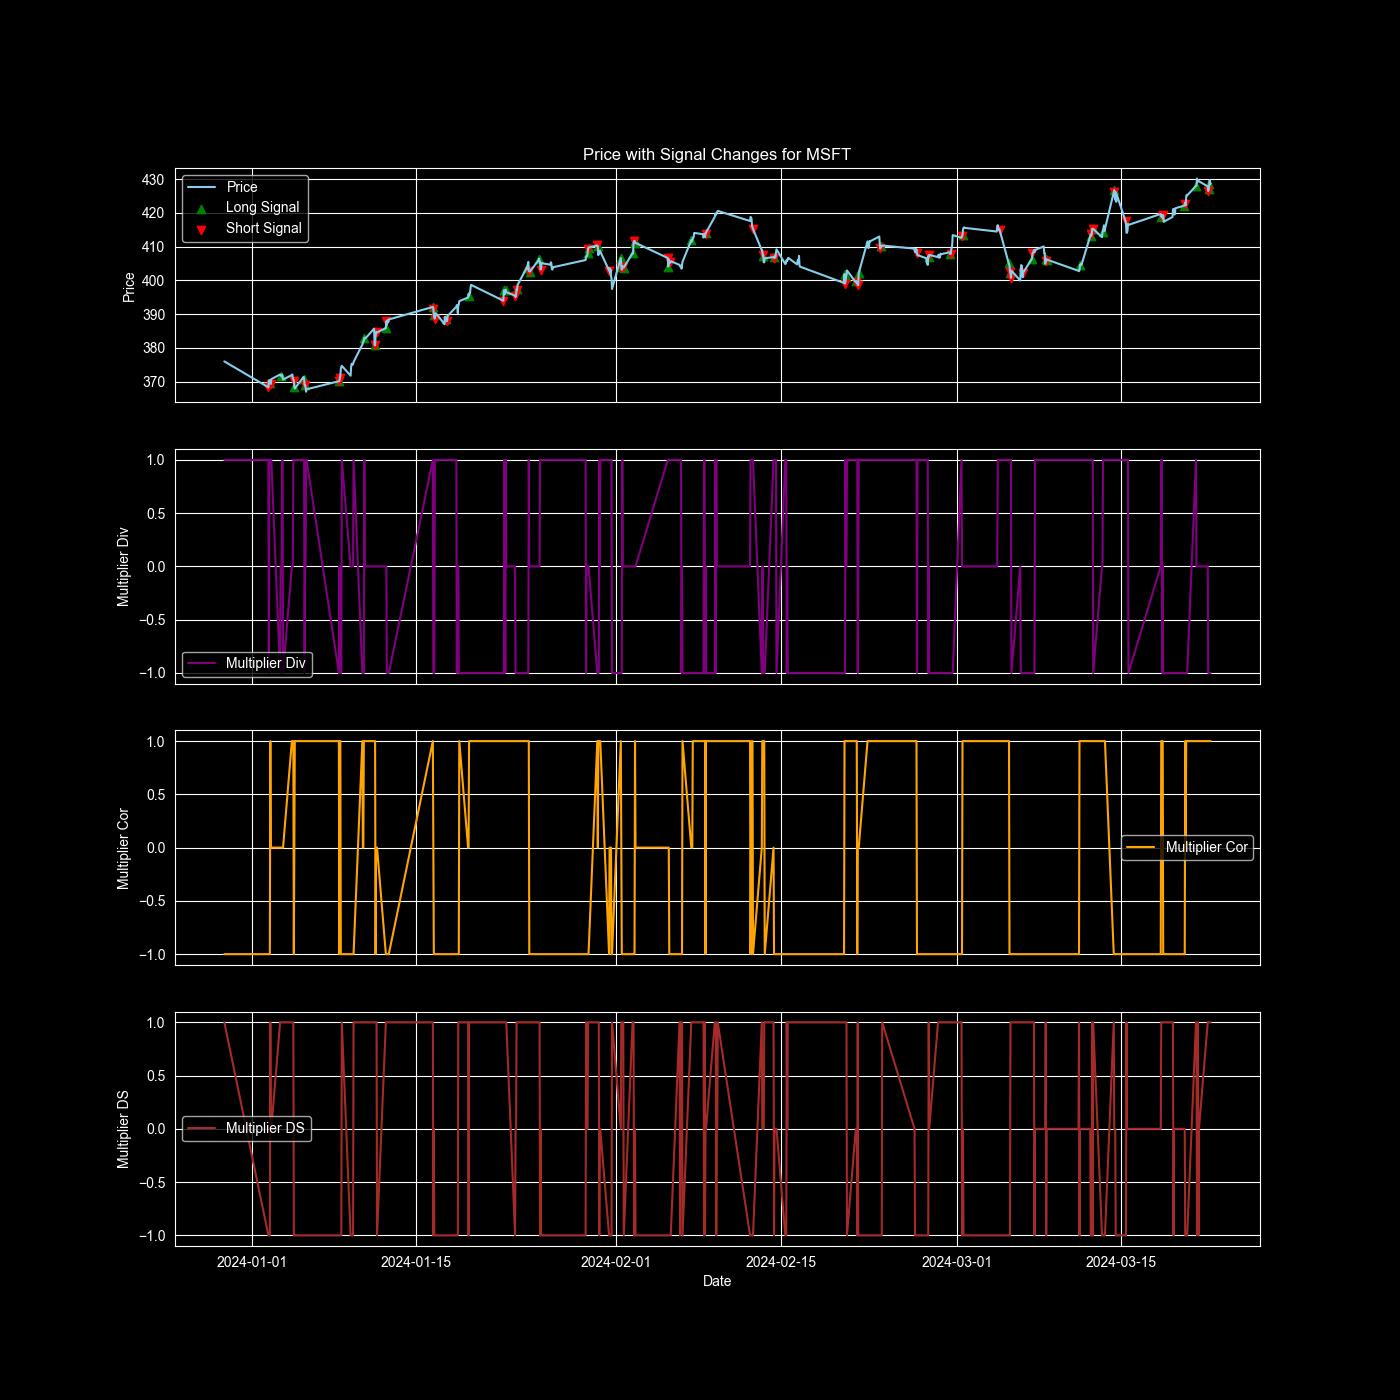 Price with Signal Changes for MSFT
430
420
410
400
390
380
370
Price
Price
Long Signal
Short Signal
1.0
0.5
0.0
−0.5
−1.0
Multiplier Div
Multiplier Div
1.0
0.5
0.0
−0.5
−1.0
Multiplier Cor
Multiplier Cor
1.0
0.5
0.0
−0.5
−1.0
Multiplier DS
Multiplier DS
2024-01-01 2024-01-15 2024-02-01 2024-02-15 2024-03-01 2024-03-15
Date